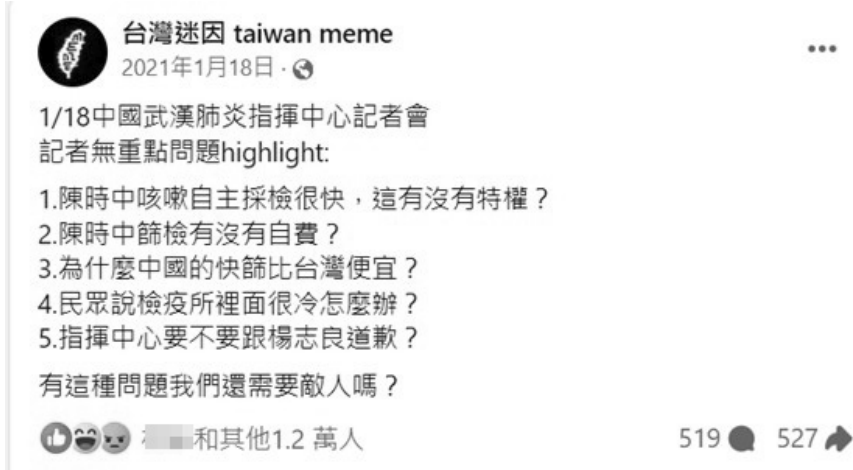 台灣迷因 taiwan meme
2021年1月18日 ·
1/18中國武漢肺炎指揮中心記者會
記者無重點問題highlight:
1.陳時中咳嗽自主採檢很快，這有沒有特權？
2.陳時中篩檢有沒有自費？
3.為什麼中國的快篩比台灣便宜？
4.民眾說檢疫所裡面很冷怎麼辦？
5.指揮中心要不要跟楊志良道歉？
有這種問題我們還需要敵人嗎？
和其他1.2 萬人
519 527